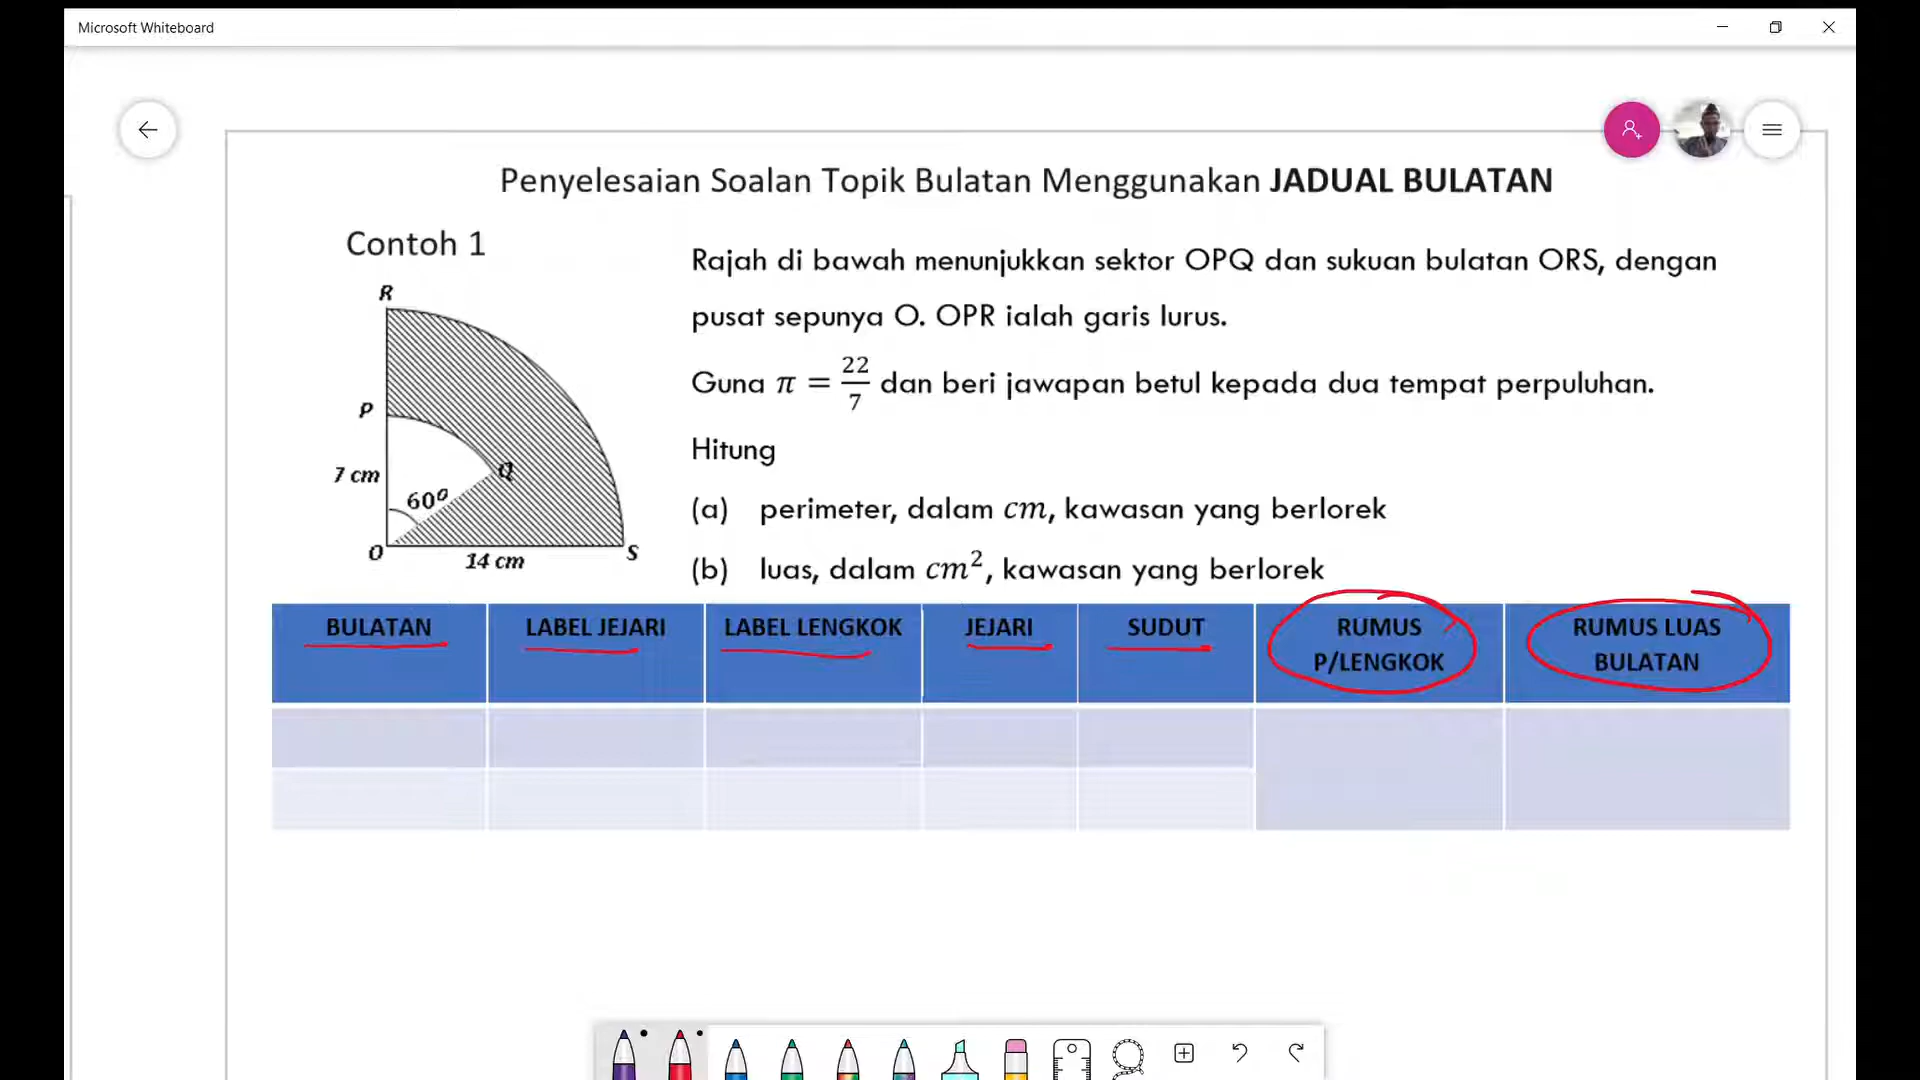 Microsoft Whiteboard
Penyelesaian Soalan Topik Bulatan Menggunakan JADUAL BULATAN
Contoh 1
R
P
7 cm
60⁰
Q
O
14 cm
S
Rajah di bawah menunjukkan sektor OPQ dan sukuan bulatan ORS, dengan
pusat sepunya O. OPR ialah garis lurus.
Guna π = 22/7 dan beri jawapan betul kepada dua tempat perpuluhan.
Hitung
(a) perimeter, dalam cm, kawasan yang berlorek
(b) luas, dalam cm², kawasan yang berlorek
BULATAN
LABEL JEJARI
LABEL LENGKOK
JEJARI
SUDUT
RUMUS
P/LENGKOK
RUMUS LUAS
BULATAN